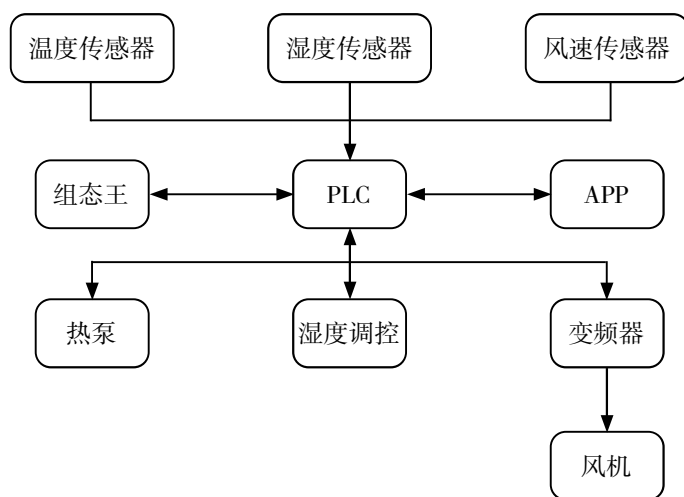 温度传感器
湿度传感器
风速传感器
组态王
PLC
APP
热泵
湿度调控
变频器
风机